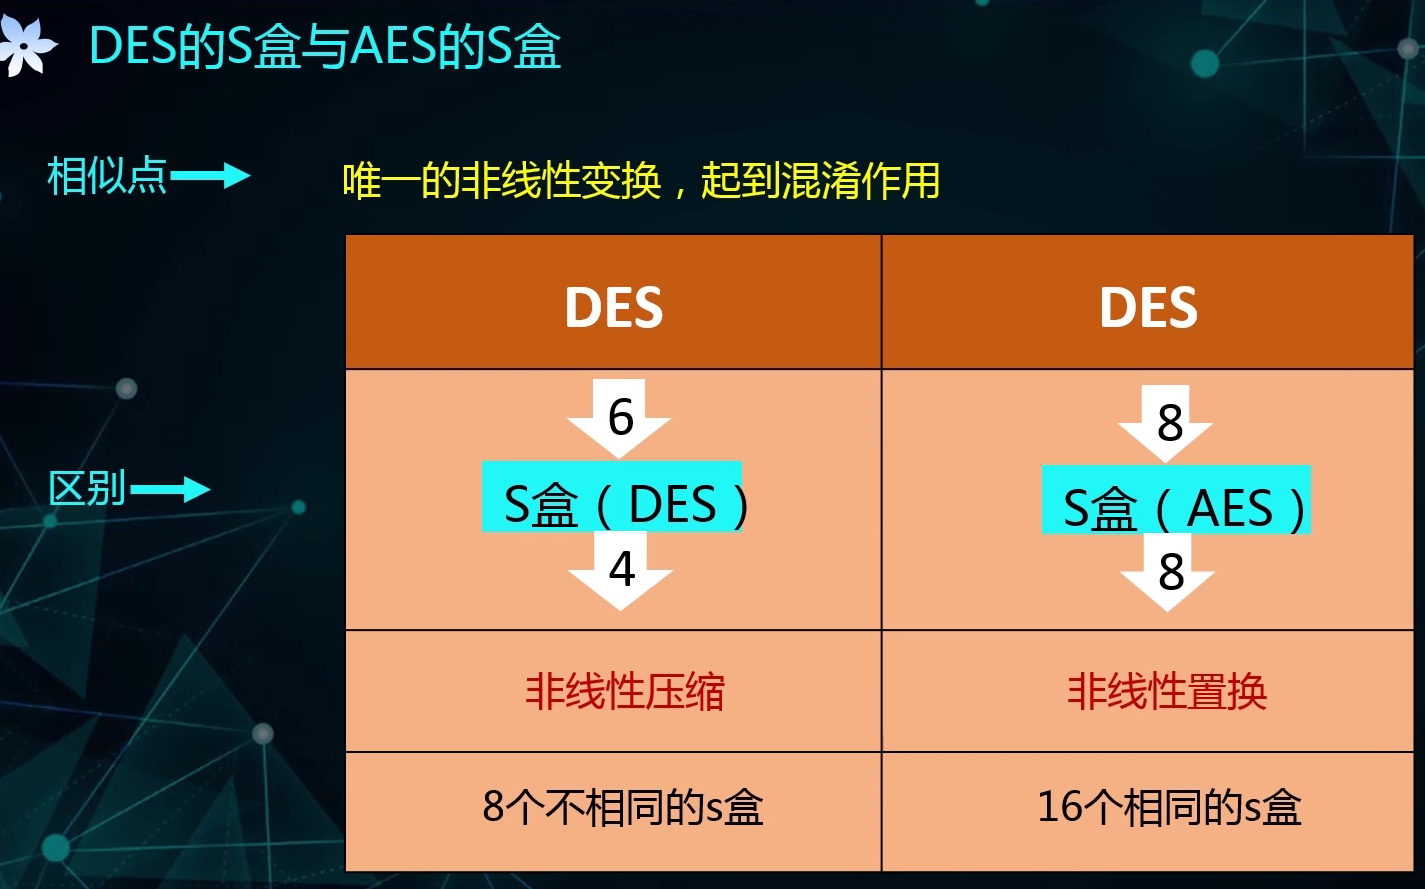 DES的S盒与AES的S盒
相似点
唯一的非线性变换，起到混淆作用
区别
DES
DES
6
8
S盒（DES）
S盒（AES）
4
8
非线性压缩
非线性置换
8个不相同的s盒
16个相同的s盒